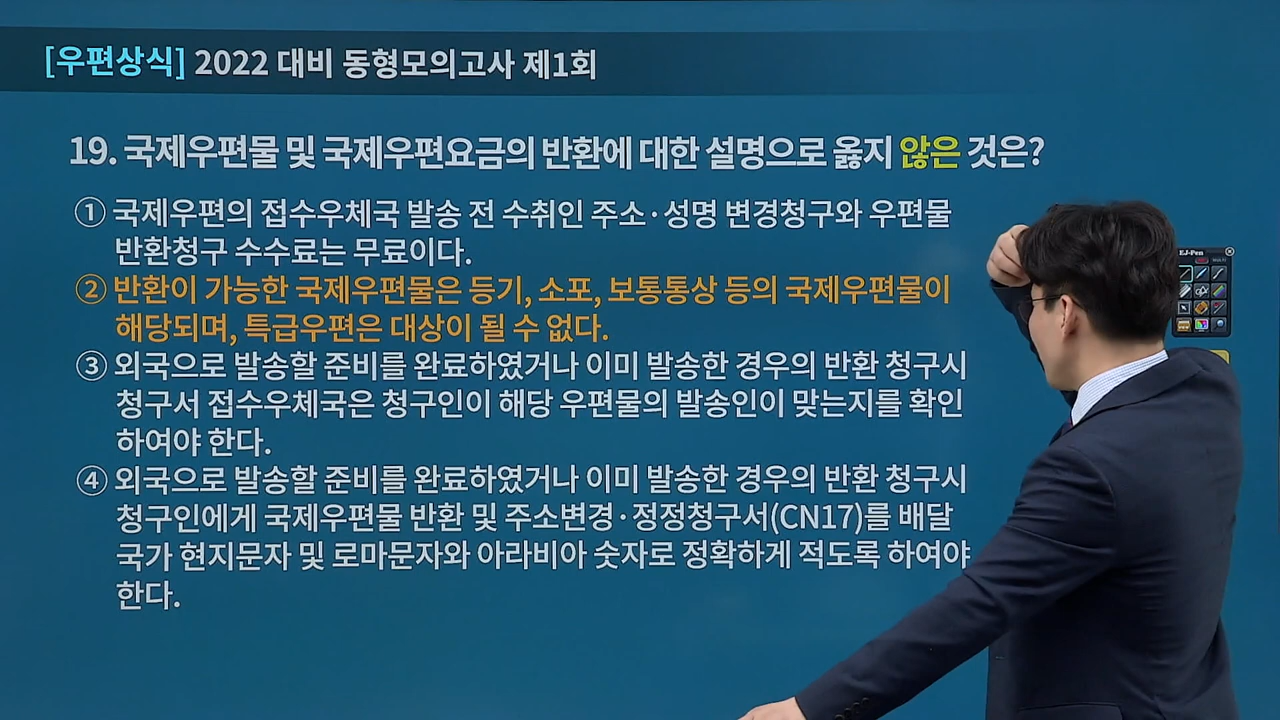 [우편상식] 2022 대비 동형모의고사 제1회
19. 국제우편물 및 국제우편요금의 반환에 대한 설명으로 옳지 않은 것은?
① 국제우편의 접수우체국 발송 전 수취인 주소·성명 변경청구와 우편물
반환청구 수수료는 무료이다.
② 반환이 가능한 국제우편물은 등기, 소포, 보통통상 등의 국제우편물이
해당되며, 특급우편은 대상이 될 수 없다.
③ 외국으로 발송할 준비를 완료하였거나 이미 발송한 경우의 반환 청구시
청구서 접수우체국은 청구인이 해당 우편물의 발송인이 맞는지를 확인
하여야 한다.
④ 외국으로 발송할 준비를 완료하였거나 이미 발송한 경우의 반환 청구시
청구인에게 국제우편물 반환 및 주소변경·정정청구서(CN17)를 배달
국가 현지문자 및 로마문자와 아라비아 숫자로 정확하게 적도록 하여야
한다.
EJ-Pen